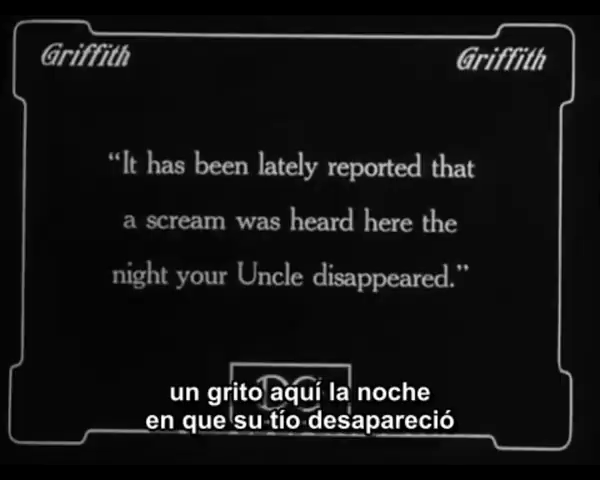 Griffith Griffith
“It has been lately reported that
a scream was heard here the
night your Uncle disappeared.”
DG
un grito aquí la noche
en que su tío desapareció